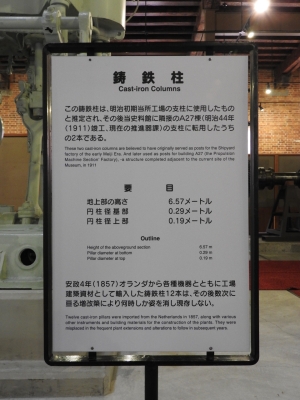 鋳鉄柱
Cast-iron Columns
この鋳鉄柱は、明治初期当所工場の支柱に使用したもの
と推定され、その後当史料館に隣接のA27棟(明治44年
(1911)竣工、現在の推進器課)の支柱に転用したうち
の2本である。
These two cast-iron columns are believed to have originally served as posts for the Shipyard
factory of the early Meiji Era. And later used as posts for building A27 (the Propulsion
Machine Section Factory), a structure completed adjacent to the current site of the
Museum, in 1911.
要目
地上部の高さ 6.57メートル
円柱径基部 0.29メートル
円柱径上部 0.19メートル
Outline
Height of the aboveground section 6.57 m
Pillar diameter at bottom 0.29 m
Pillar diameter at top 0.19 m
安政4年(1857)オランダから各種機器とともに工場
建築資材として輸入した鋳鉄柱12本は、その後数次に
亘る増改築により何時しか姿を消し現存しない。
Twelve cast-iron pillars were imported from the Netherlands in 1857, along with various
other instruments and building materials for the construction of the plants. They were
misplaced in the frequent plant extensions and alterations to follow in subsequent years.